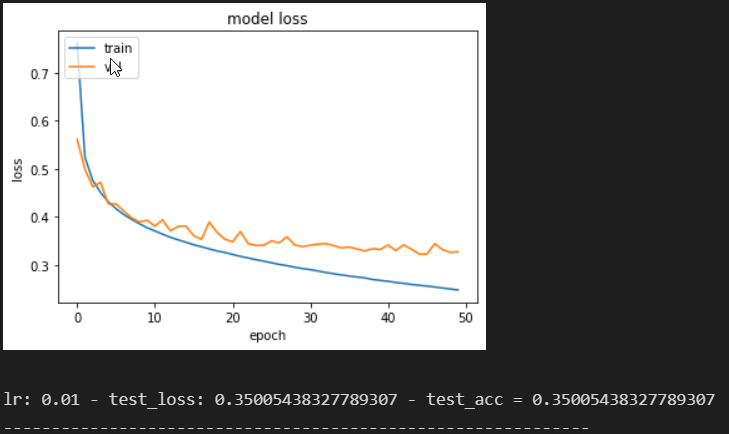 model loss
train
0.7
0.6
0.5
0.4
0.3
loss
0
10
20
30
40
50
epoch
lr: 0.01 - test_loss: 0.35005438327789307 - test_acc = 0.35005438327789307
------------------------------------------------------------